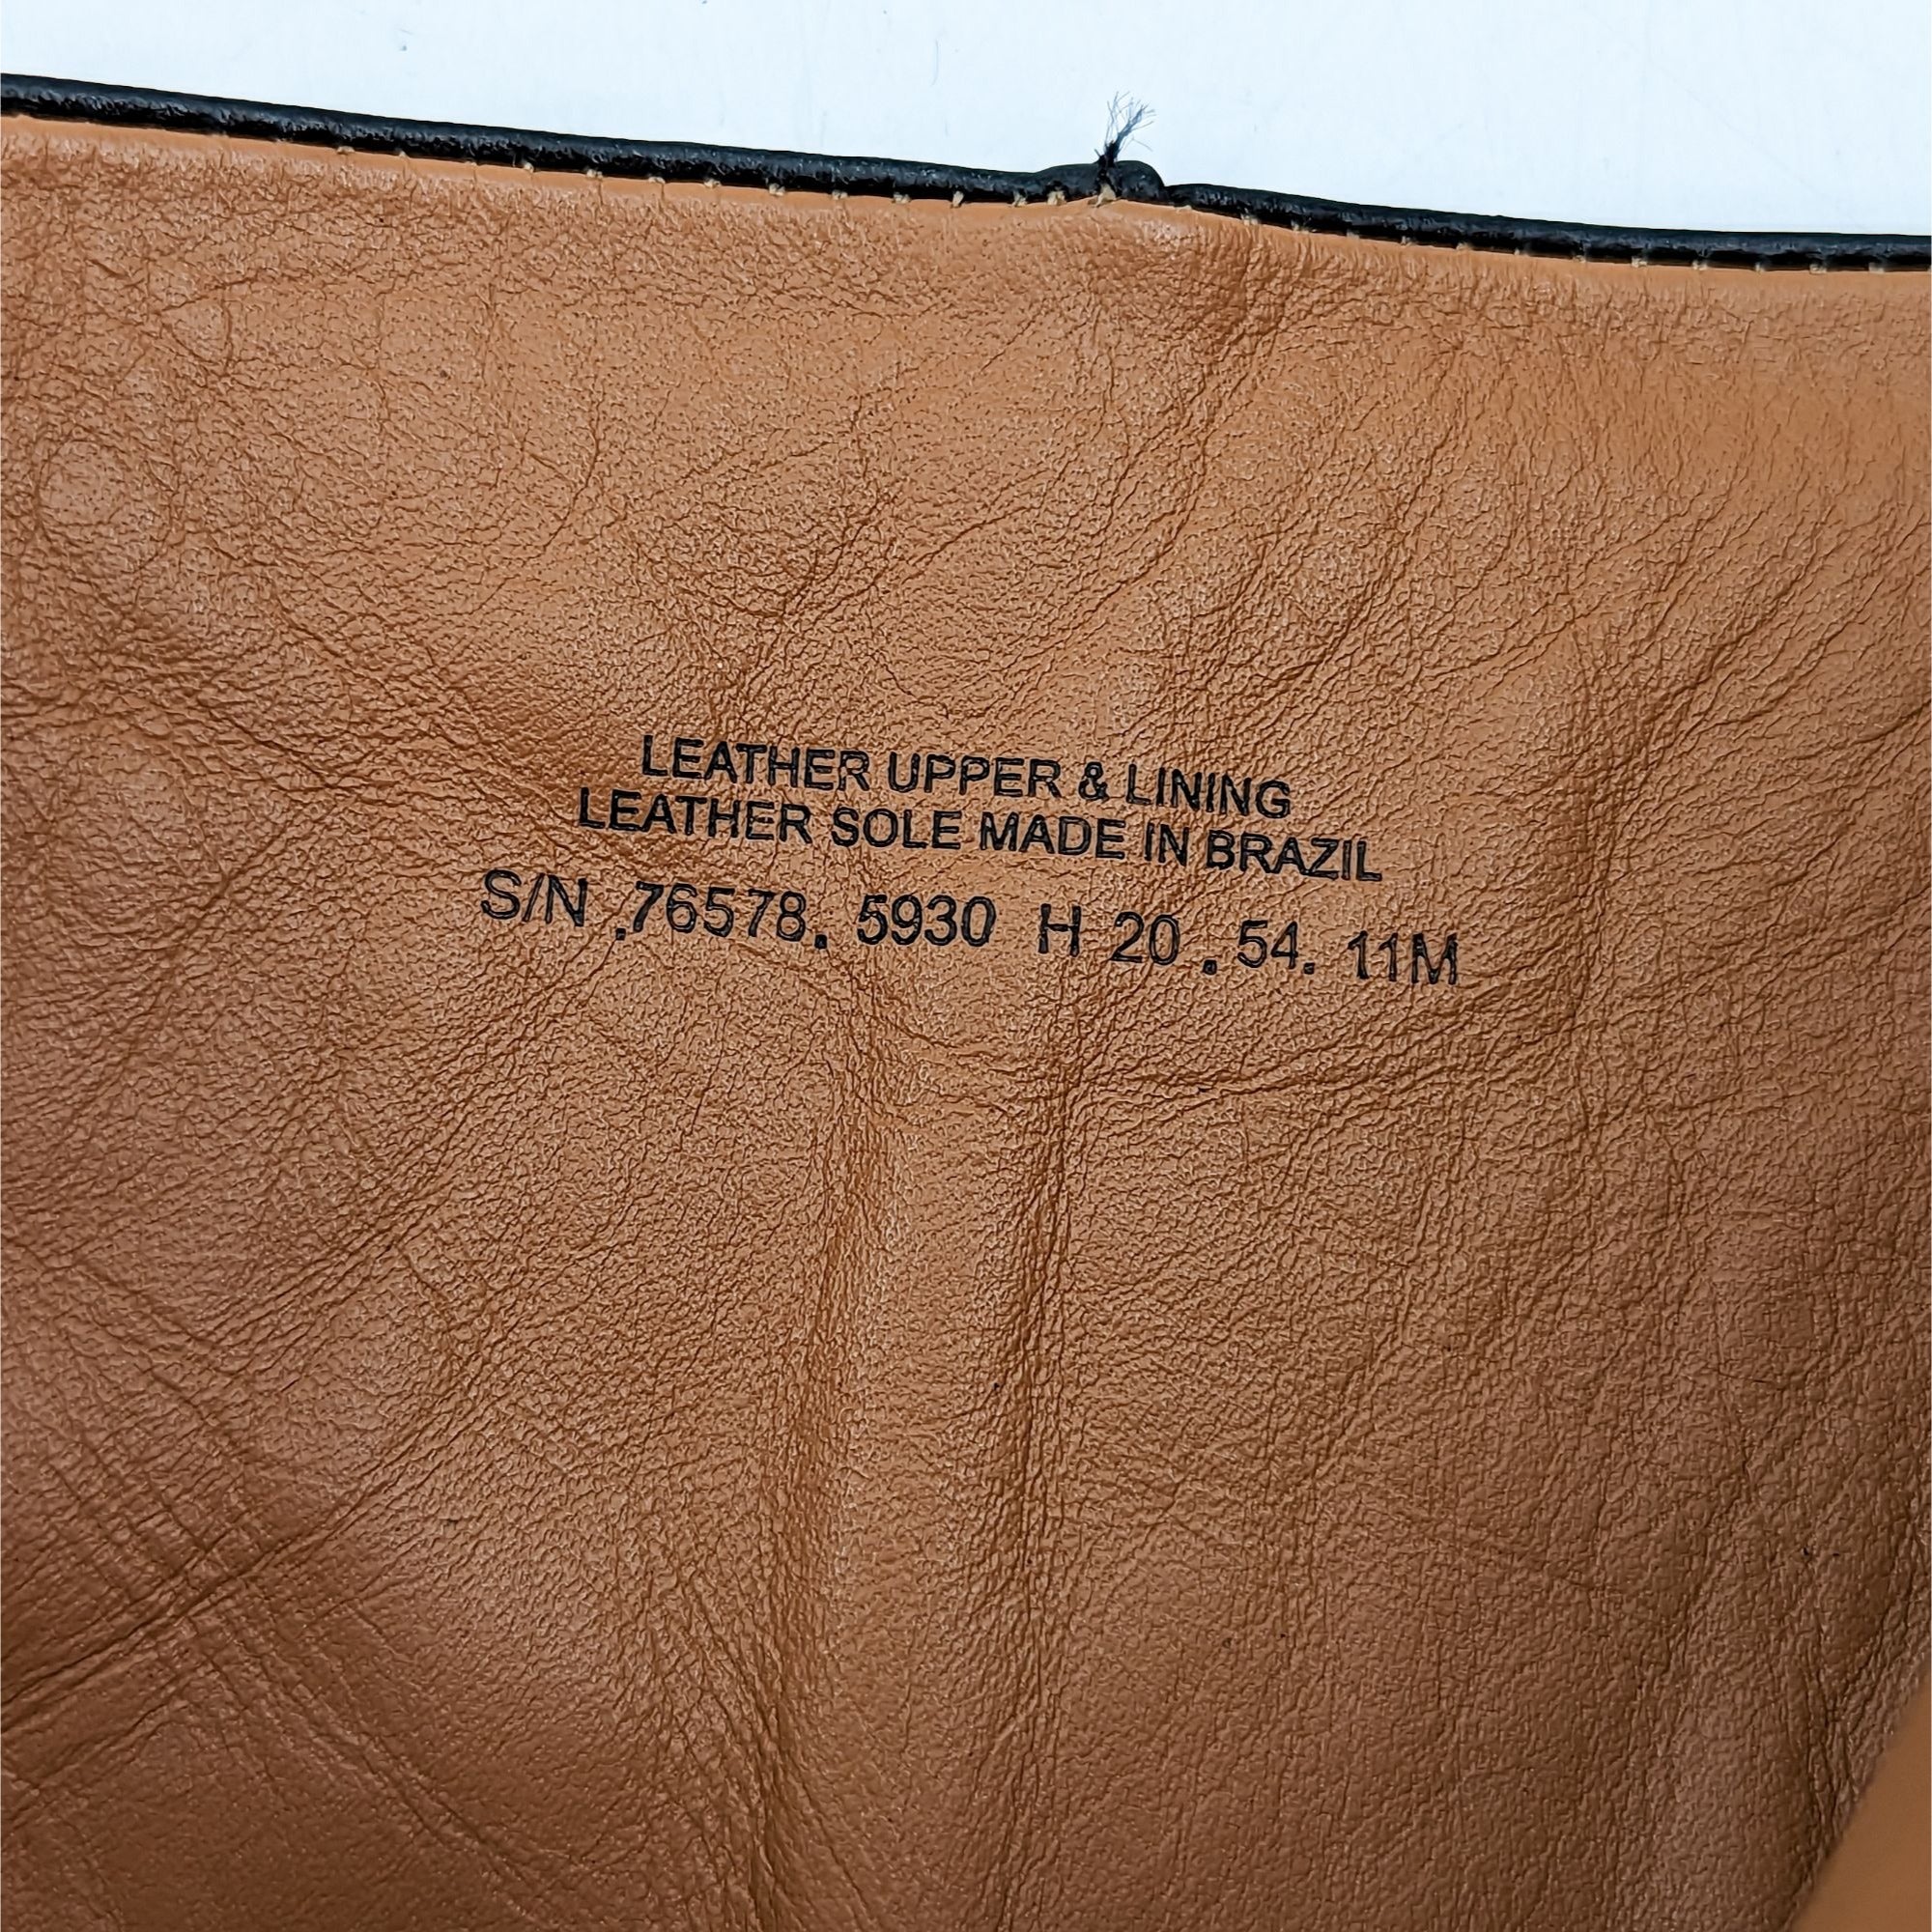 LEATHER UPPER & LINING
LEATHER SOLE MADE IN BRAZIL
S/N .76578. 5930 H 20 . 54. 11M